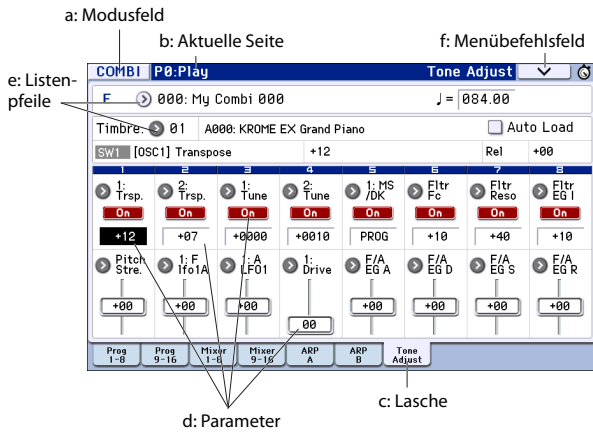 a: Modusfeld
b: Aktuelle Seite
f: Menübefehlsfeld
e: Listen-
pfeile
COMBI P0:Play Tone Adjust
000: My Combi 000 ♩= 084.00
Timbre: 01 A000: KROME EX Grand Piano Auto Load
SW1 [OSC1] Transpose +12 Rel +00
1 2 3 4 5 6 7 8
1: Trsp. 2: Trsp. 1: Tune 2: Tune 1: MS /DK Fltr Fc Fltr Reso Fltr EG I
On On On On On On On On
+12 +07 +0000 +0010 PROG +10 +40 +10
Pitch Stre. 1: F lfo1A 1: A LFO1 1: Drive F/A EG A F/A EG D F/A EG S F/A EG R
+00 +00 +00 00 +00 +00 +00 +00
Prog 1-8 Prog 9-16 Mixer 1-8 Mixer 9-16 ARP A ARP B Tone Adjust
c: Lasche
d: Parameter